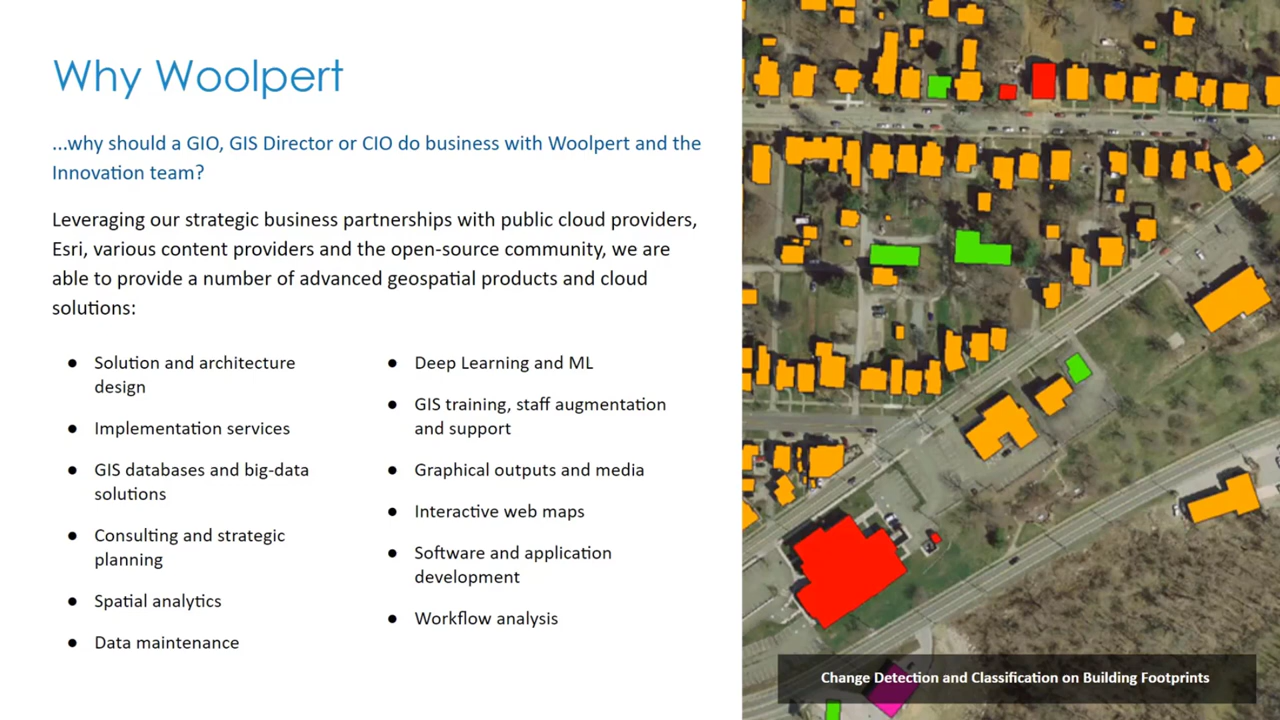 Why Woolpert
...why should a GIO, GIS Director or CIO do business with Woolpert and the
Innovation team?
Leveraging our strategic business partnerships with public cloud providers,
Esri, various content providers and the open-source community, we are
able to provide a number of advanced geospatial products and cloud
solutions:
● Solution and architecture
design
● Implementation services
● GIS databases and big-data
solutions
● Consulting and strategic
planning
● Spatial analytics
● Data maintenance
● Deep Learning and ML
● GIS training, staff augmentation
and support
● Graphical outputs and media
● Interactive web maps
● Software and application
development
● Workflow analysis
Change Detection and Classification on Building Footprints